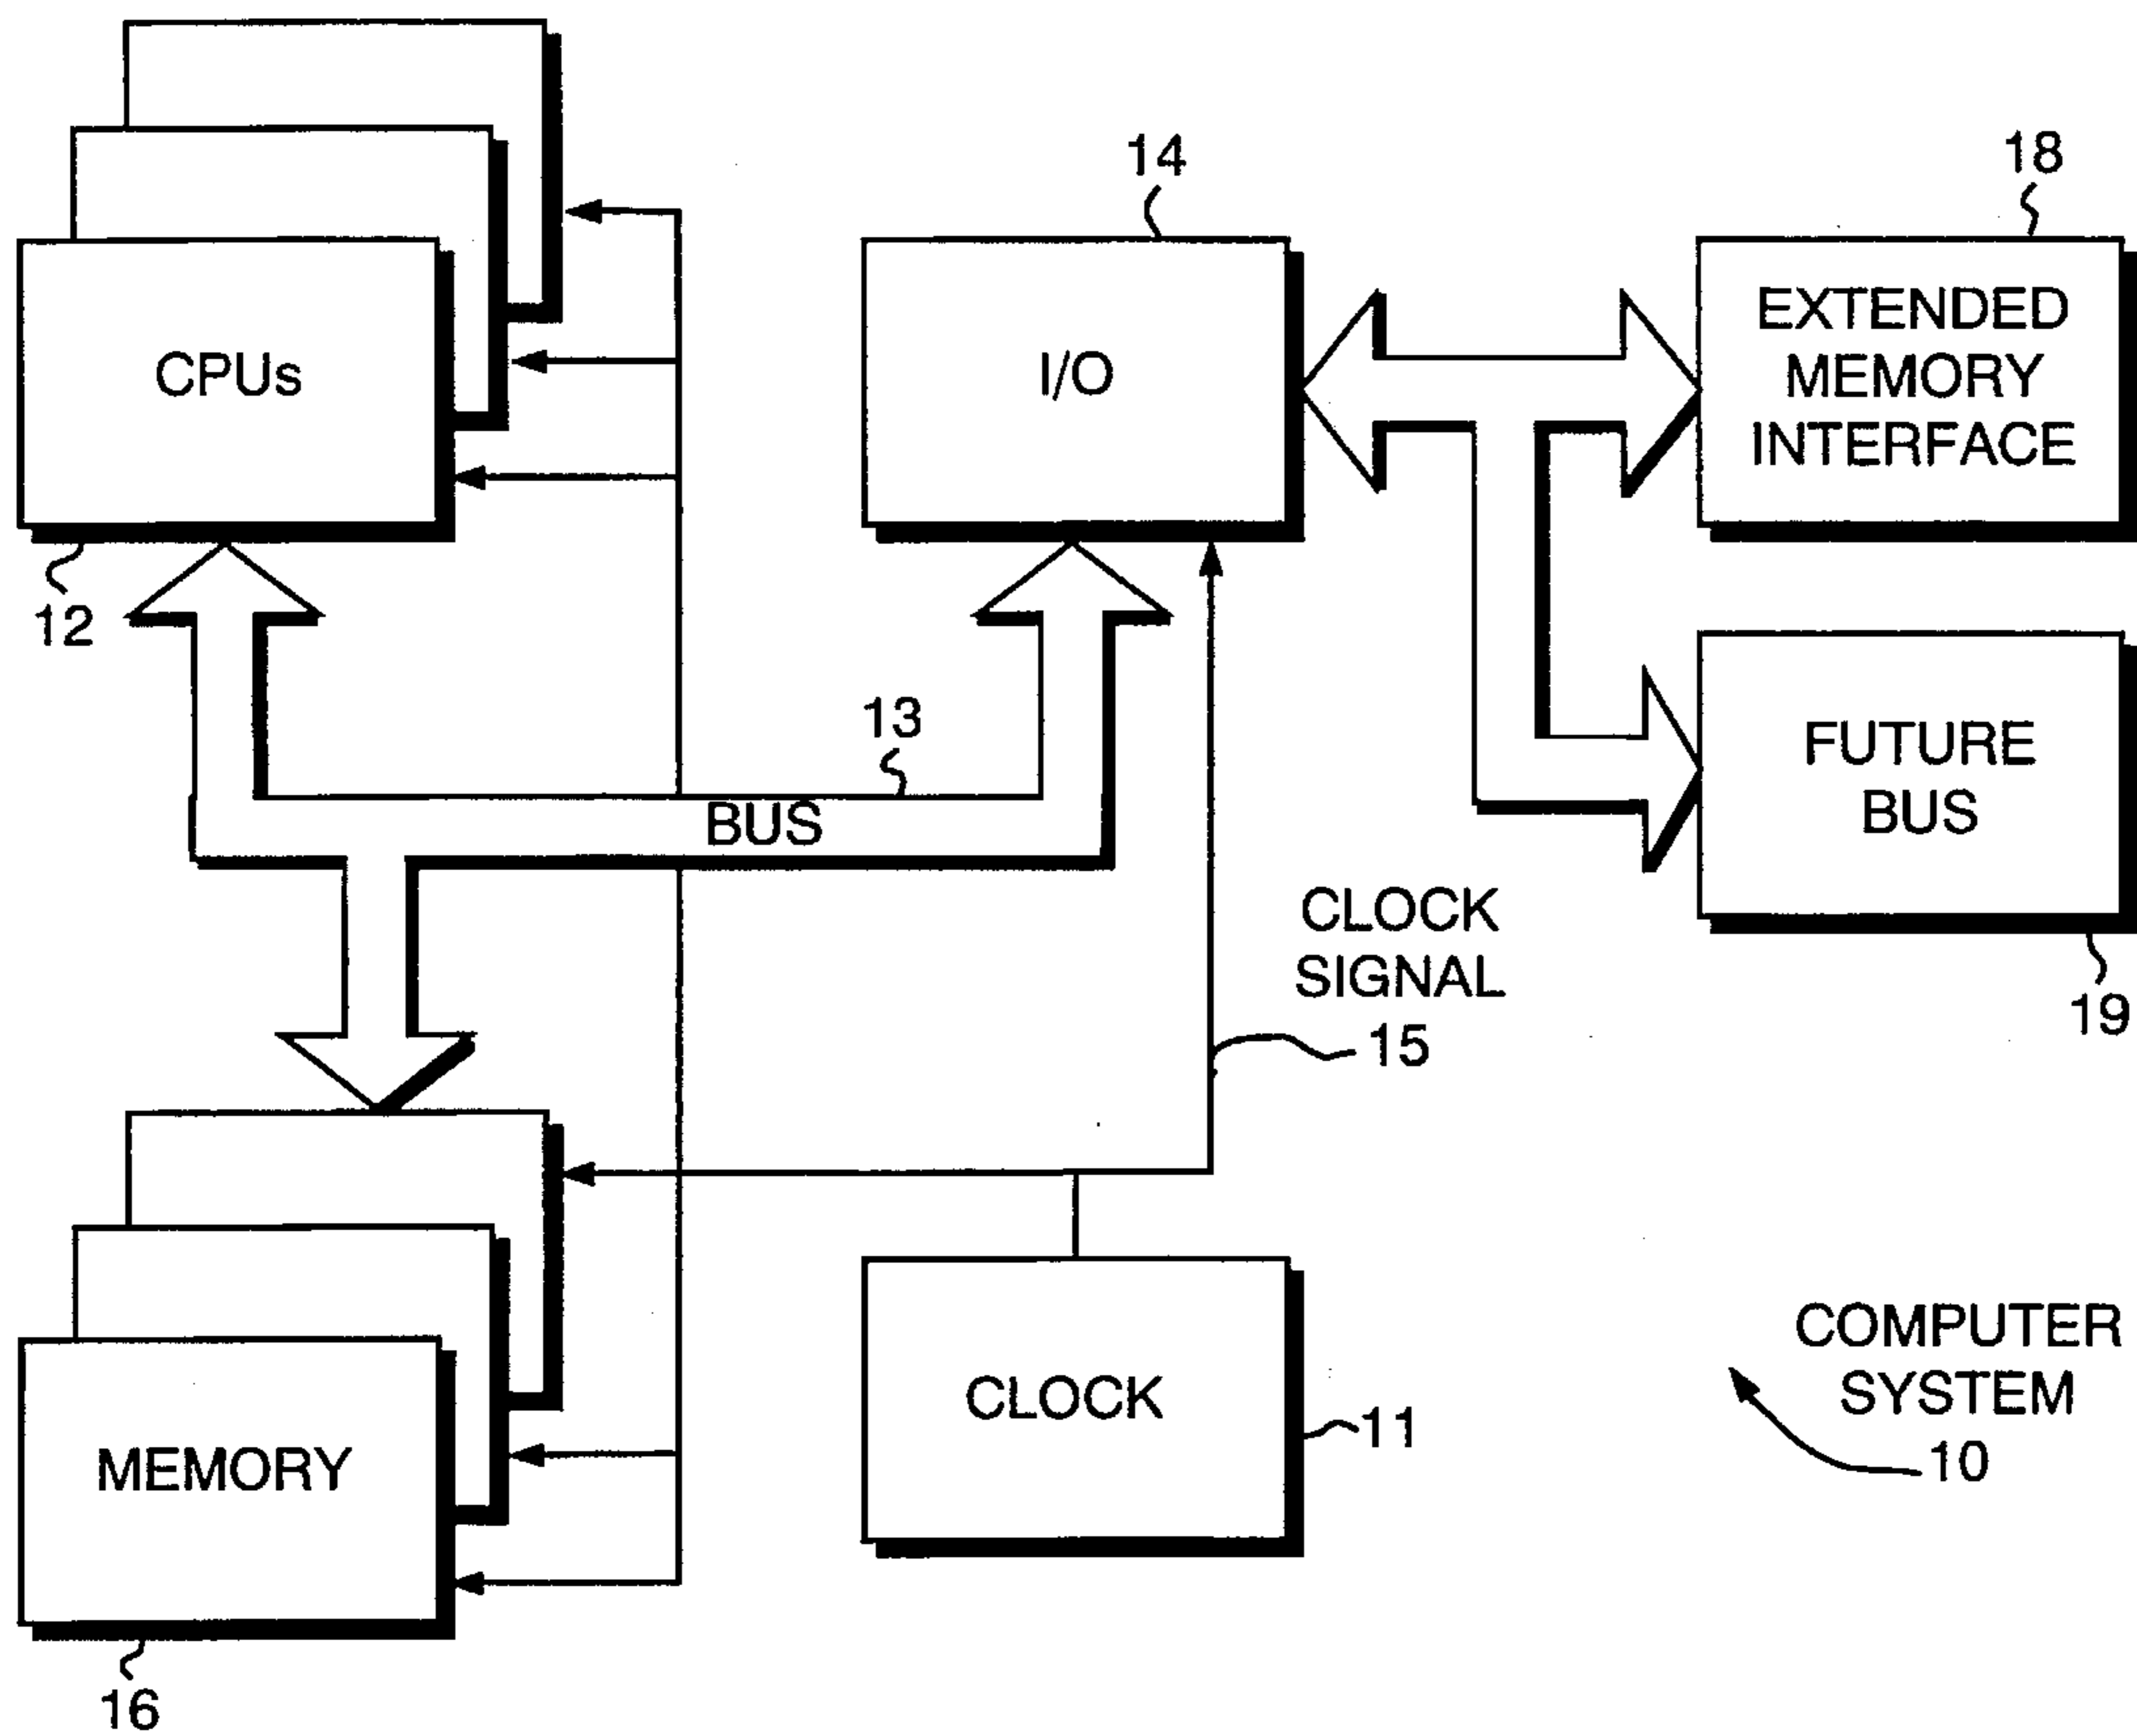 14
18
CPUs
I/O
EXTENDED
MEMORY
INTERFACE
12
13
BUS
FUTURE
BUS
CLOCK
SIGNAL
15
19
MEMORY
16
CLOCK
11
COMPUTER
SYSTEM
10